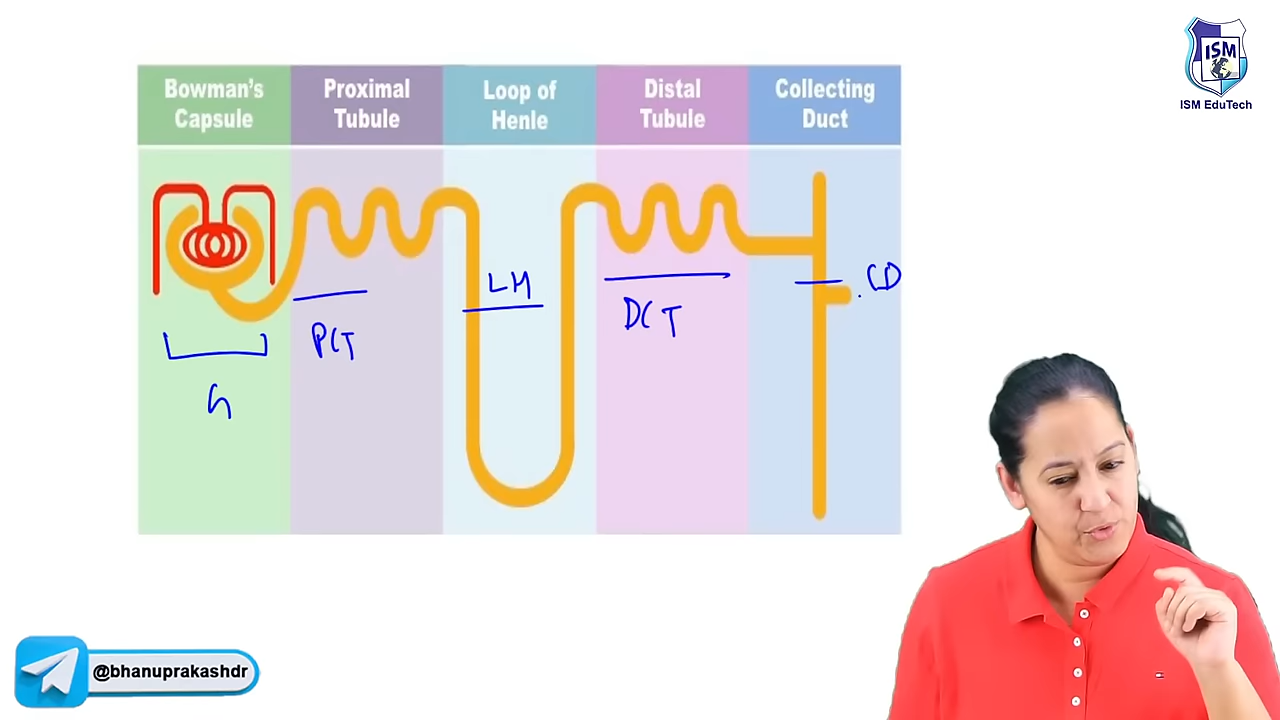 ISM
ISM EduTech
Bowman's
Capsule
Proximal
Tubule
Loop of
Henle
Distal
Tubule
Collecting
Duct
LH
.CD
DCT
PCT
G
@bhanuprakashdr